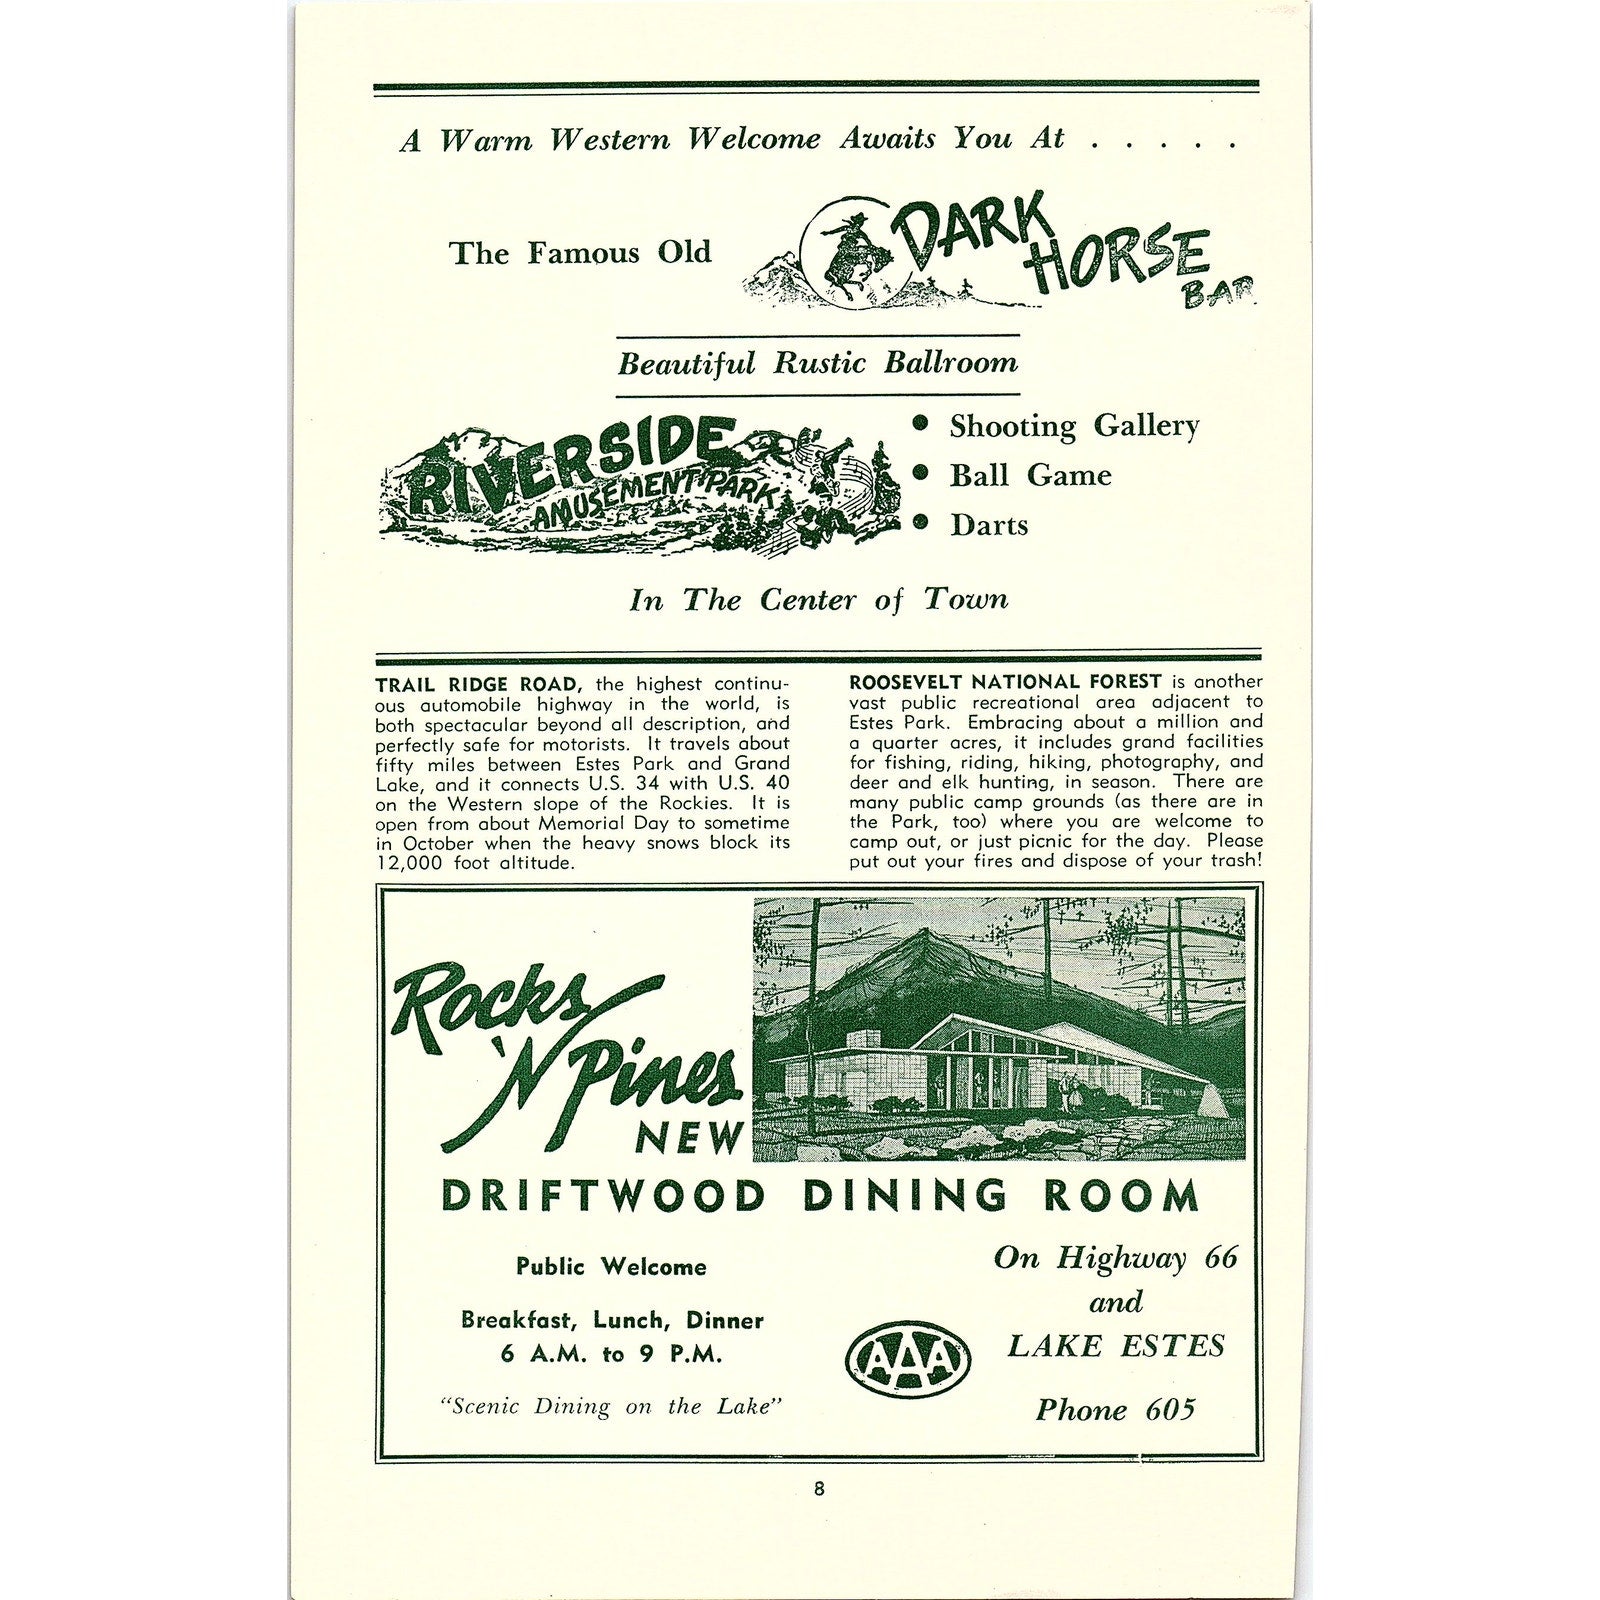 A Warm Western Welcome Awaits You At . . . . .
The Famous Old
DARK
HORSE
BAR
Beautiful Rustic Ballroom
RIVERSIDE
AMUSEMENT PARK
• Shooting Gallery
• Ball Game
• Darts
In The Center of Town
TRAIL RIDGE ROAD, the highest continu-
ous automobile highway in the world, is
both spectacular beyond all description, and
perfectly safe for motorists. It travels about
fifty miles between Estes Park and Grand
Lake, and it connects U.S. 34 with U.S. 40
on the Western slope of the Rockies. It is
open from about Memorial Day to sometime
in October when the heavy snows block its
12,000 foot altitude.
ROOSEVELT NATIONAL FOREST is another
vast public recreational area adjacent to
Estes Park. Embracing about a million and
a quarter acres, it includes grand facilities
for fishing, riding, hiking, photography, and
deer and elk hunting, in season. There are
many public camp grounds (as there are in
the Park, too) where you are welcome to
camp out, or just picnic for the day. Please
put out your fires and dispose of your trash!
Rocks
'N Pines
NEW
DRIFTWOOD DINING ROOM
Public Welcome
Breakfast, Lunch, Dinner
6 A.M. to 9 P.M.
"Scenic Dining on the Lake"
AAA
On Highway 66
and
LAKE ESTES
Phone 605
8